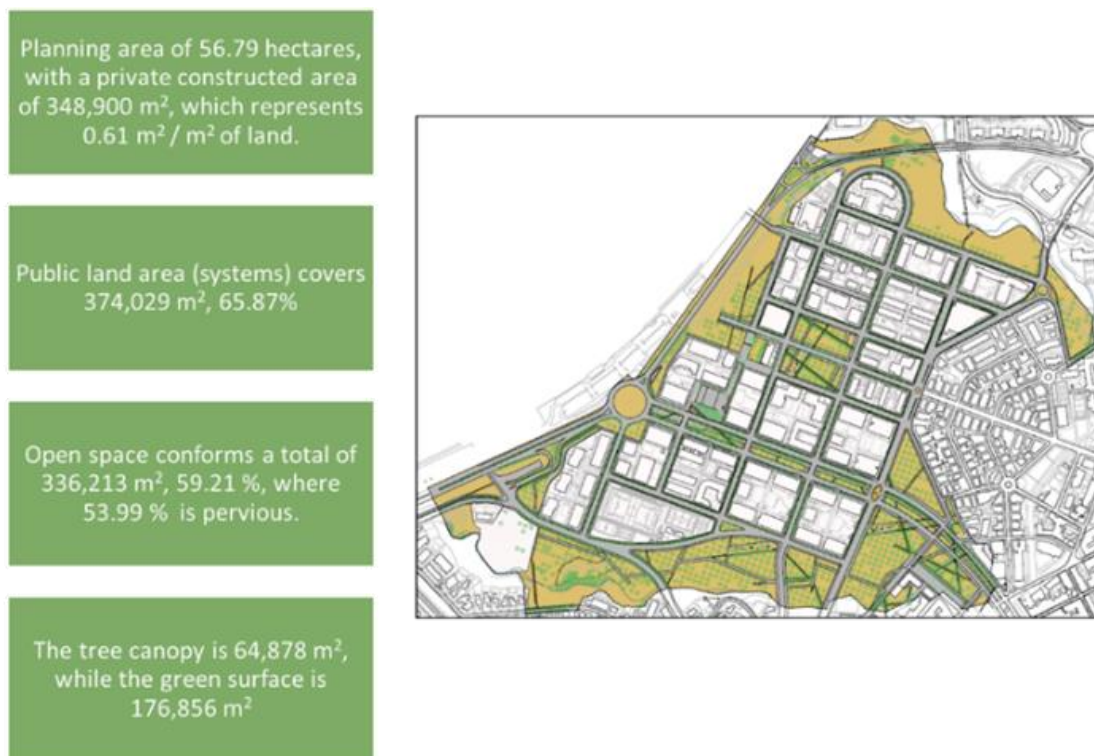 Planning area of 56.79 hectares,
with a private constructed area
of 348,900 m², which represents
0.61 m² / m² of land.
Public land area (systems) covers
374,029 m², 65.87%
Open space conforms a total of
336,213 m², 59.21 %, where
53.99 % is pervious.
The tree canopy is 64,878 m²,
while the green surface is
176,856 m²